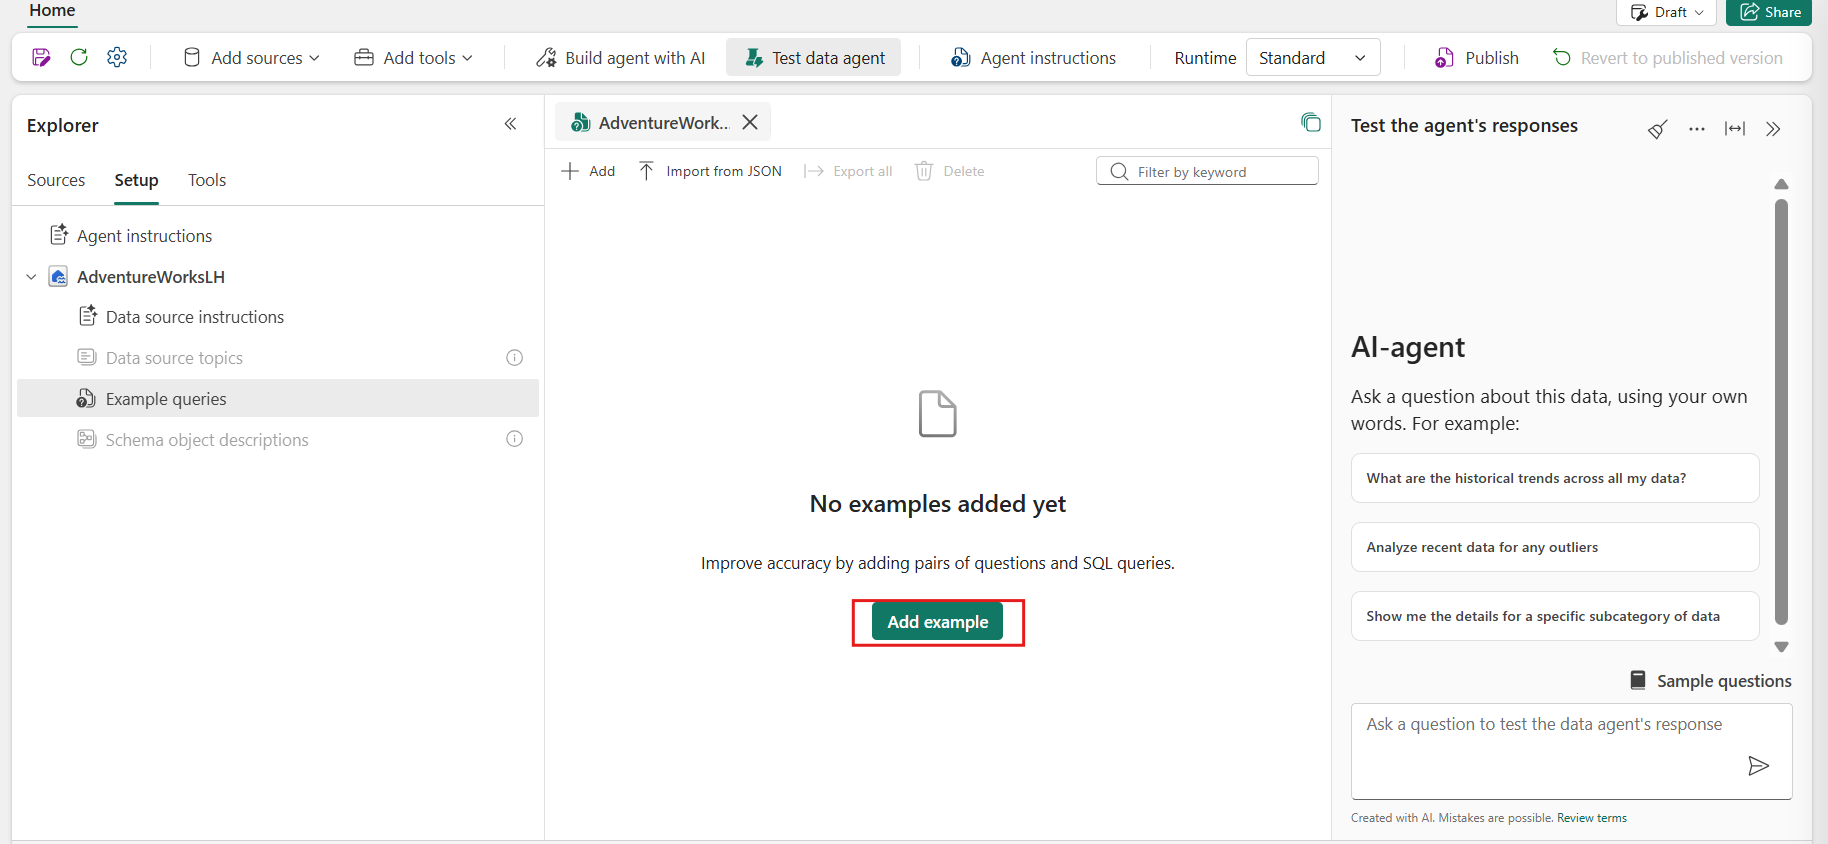 Home
Draft
Share
Add sources
Add tools
Build agent with AI
Test data agent
Agent instructions
Runtime
Standard
Publish
Revert to published version
Explorer
Sources
Setup
Tools
Agent instructions
AdventureWorksLH
Data source instructions
Data source topics
Example queries
Schema object descriptions
AdventureWork...
Add
Import from JSON
Export all
Delete
Filter by keyword
No examples added yet
Improve accuracy by adding pairs of questions and SQL queries.
Add example
Test the agent's responses
AI-agent
Ask a question about this data, using your own
words. For example:
What are the historical trends across all my data?
Analyze recent data for any outliers
Show me the details for a specific subcategory of data
Sample questions
Ask a question to test the data agent's response
Created with AI. Mistakes are possible. Review terms